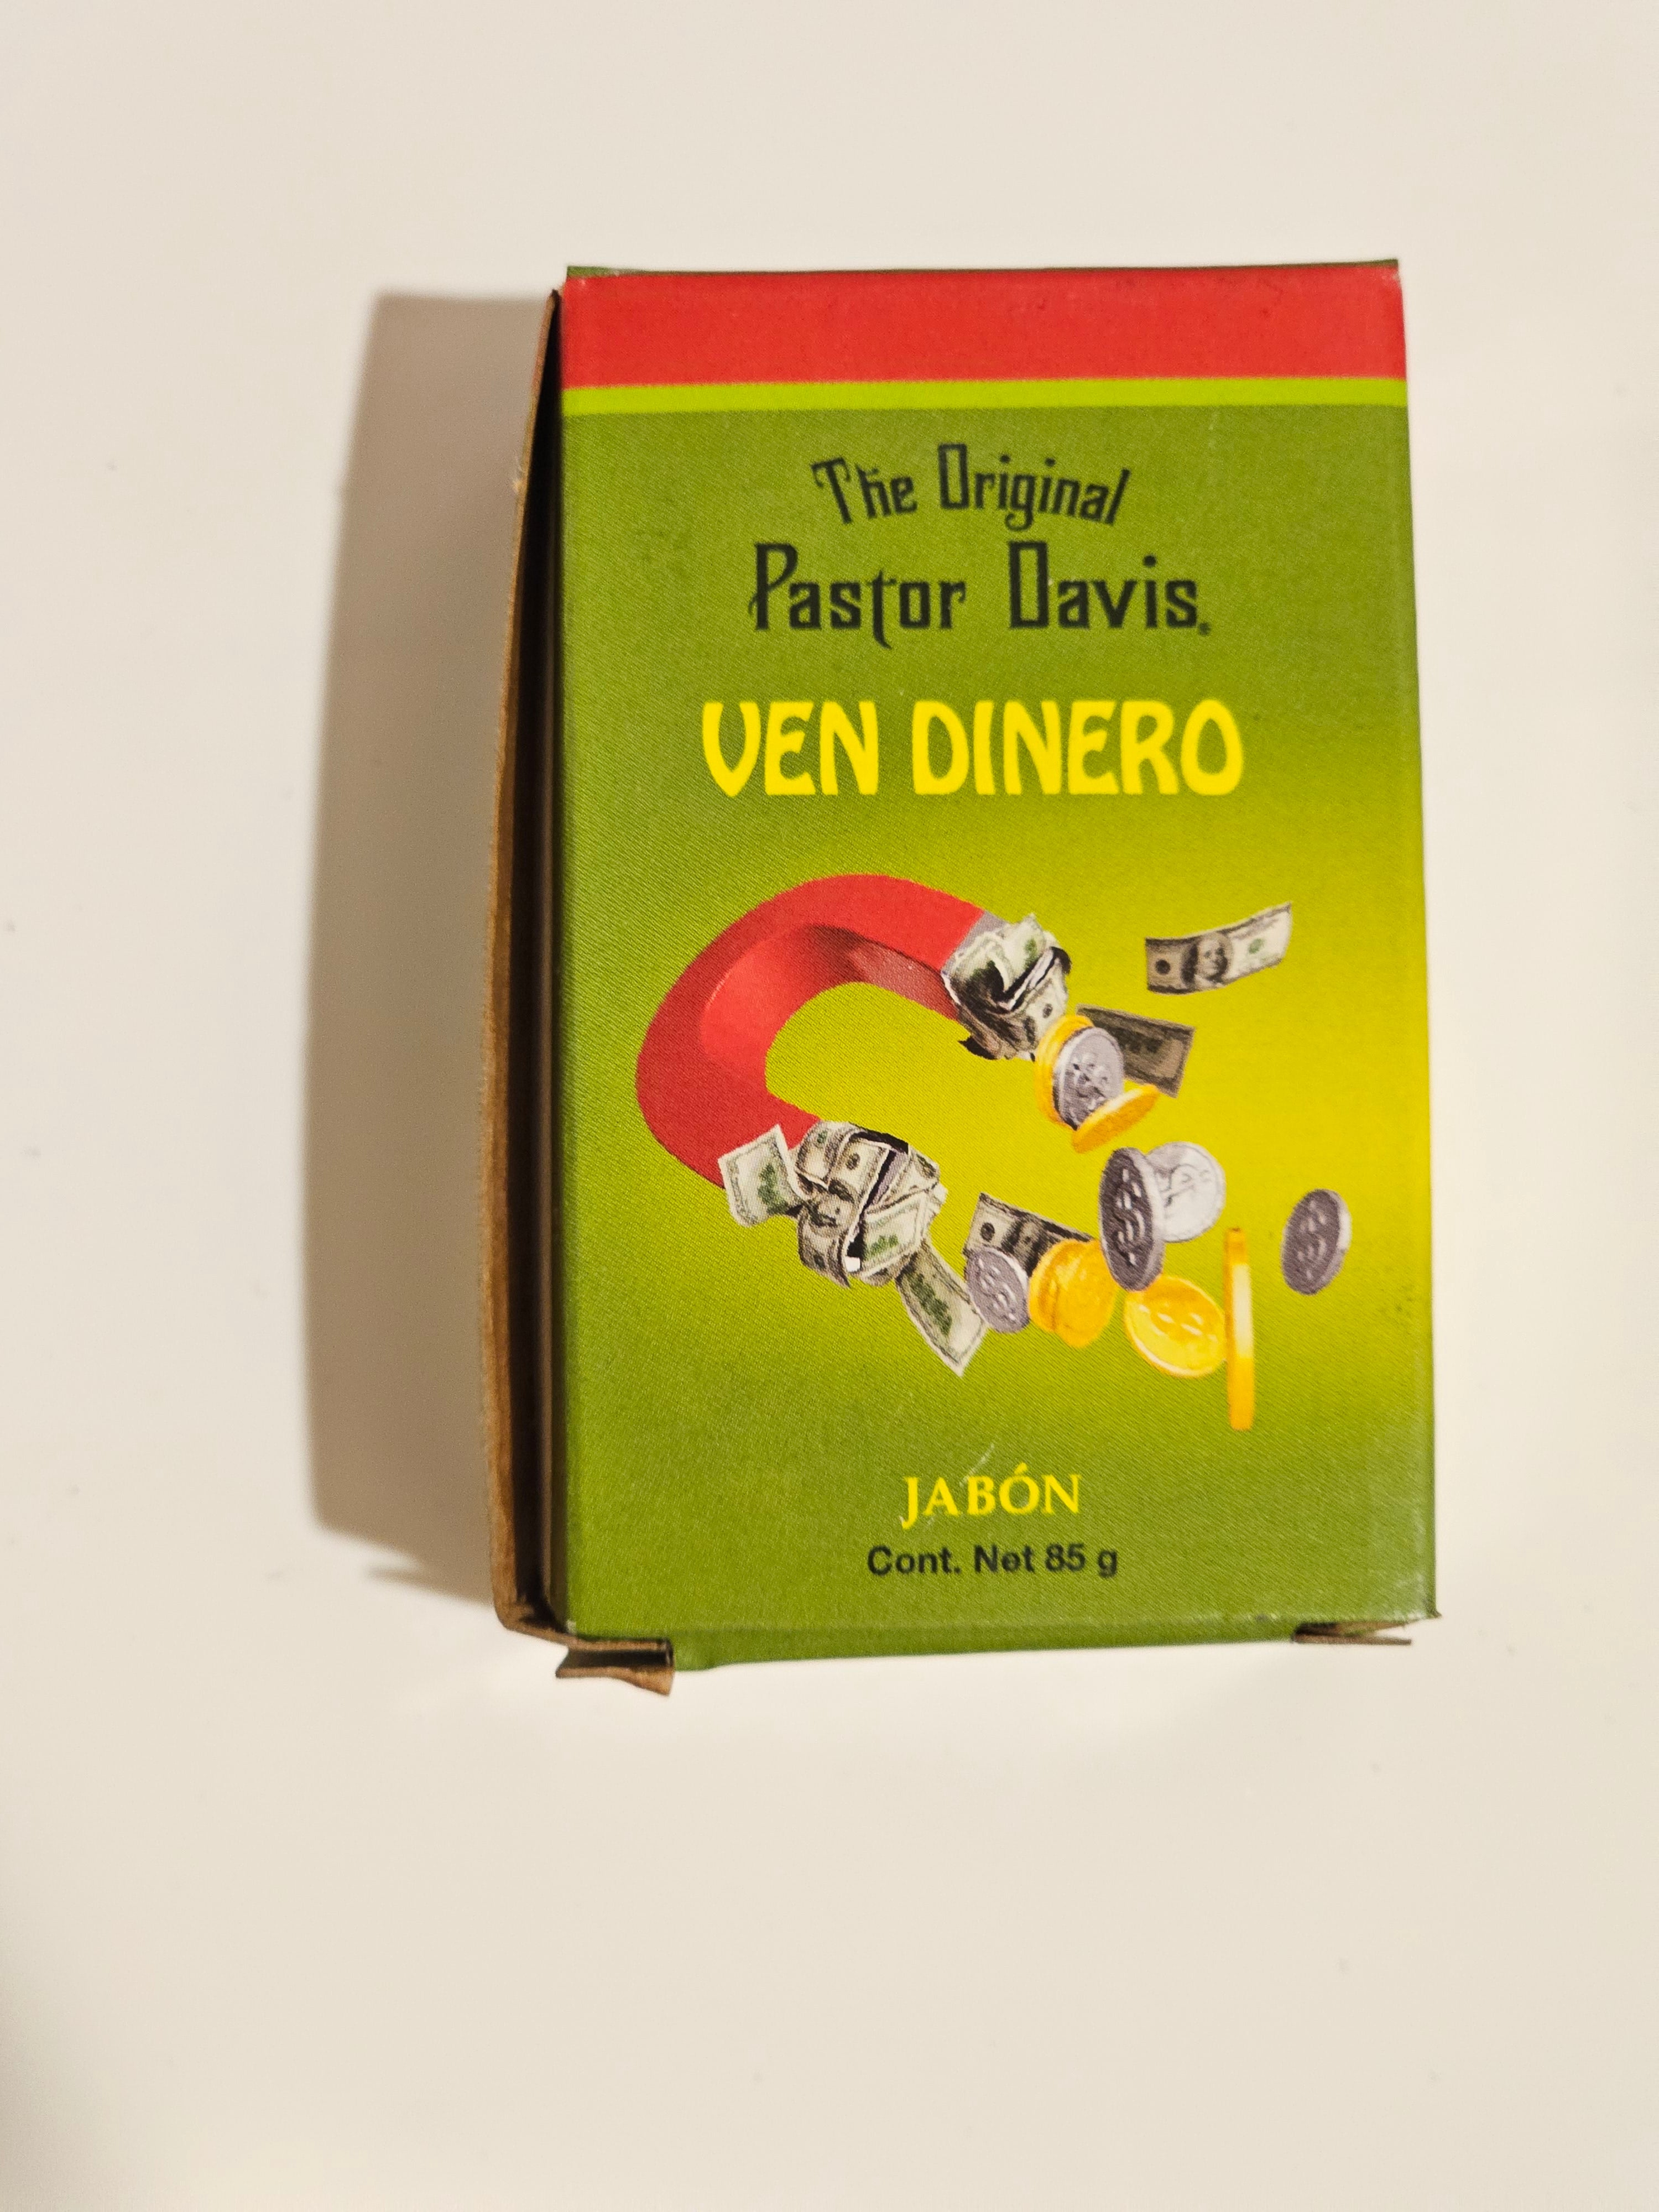 The Original
Pastor Davis.
VEN DINERO
JABÓN
Cont. Net 85 g